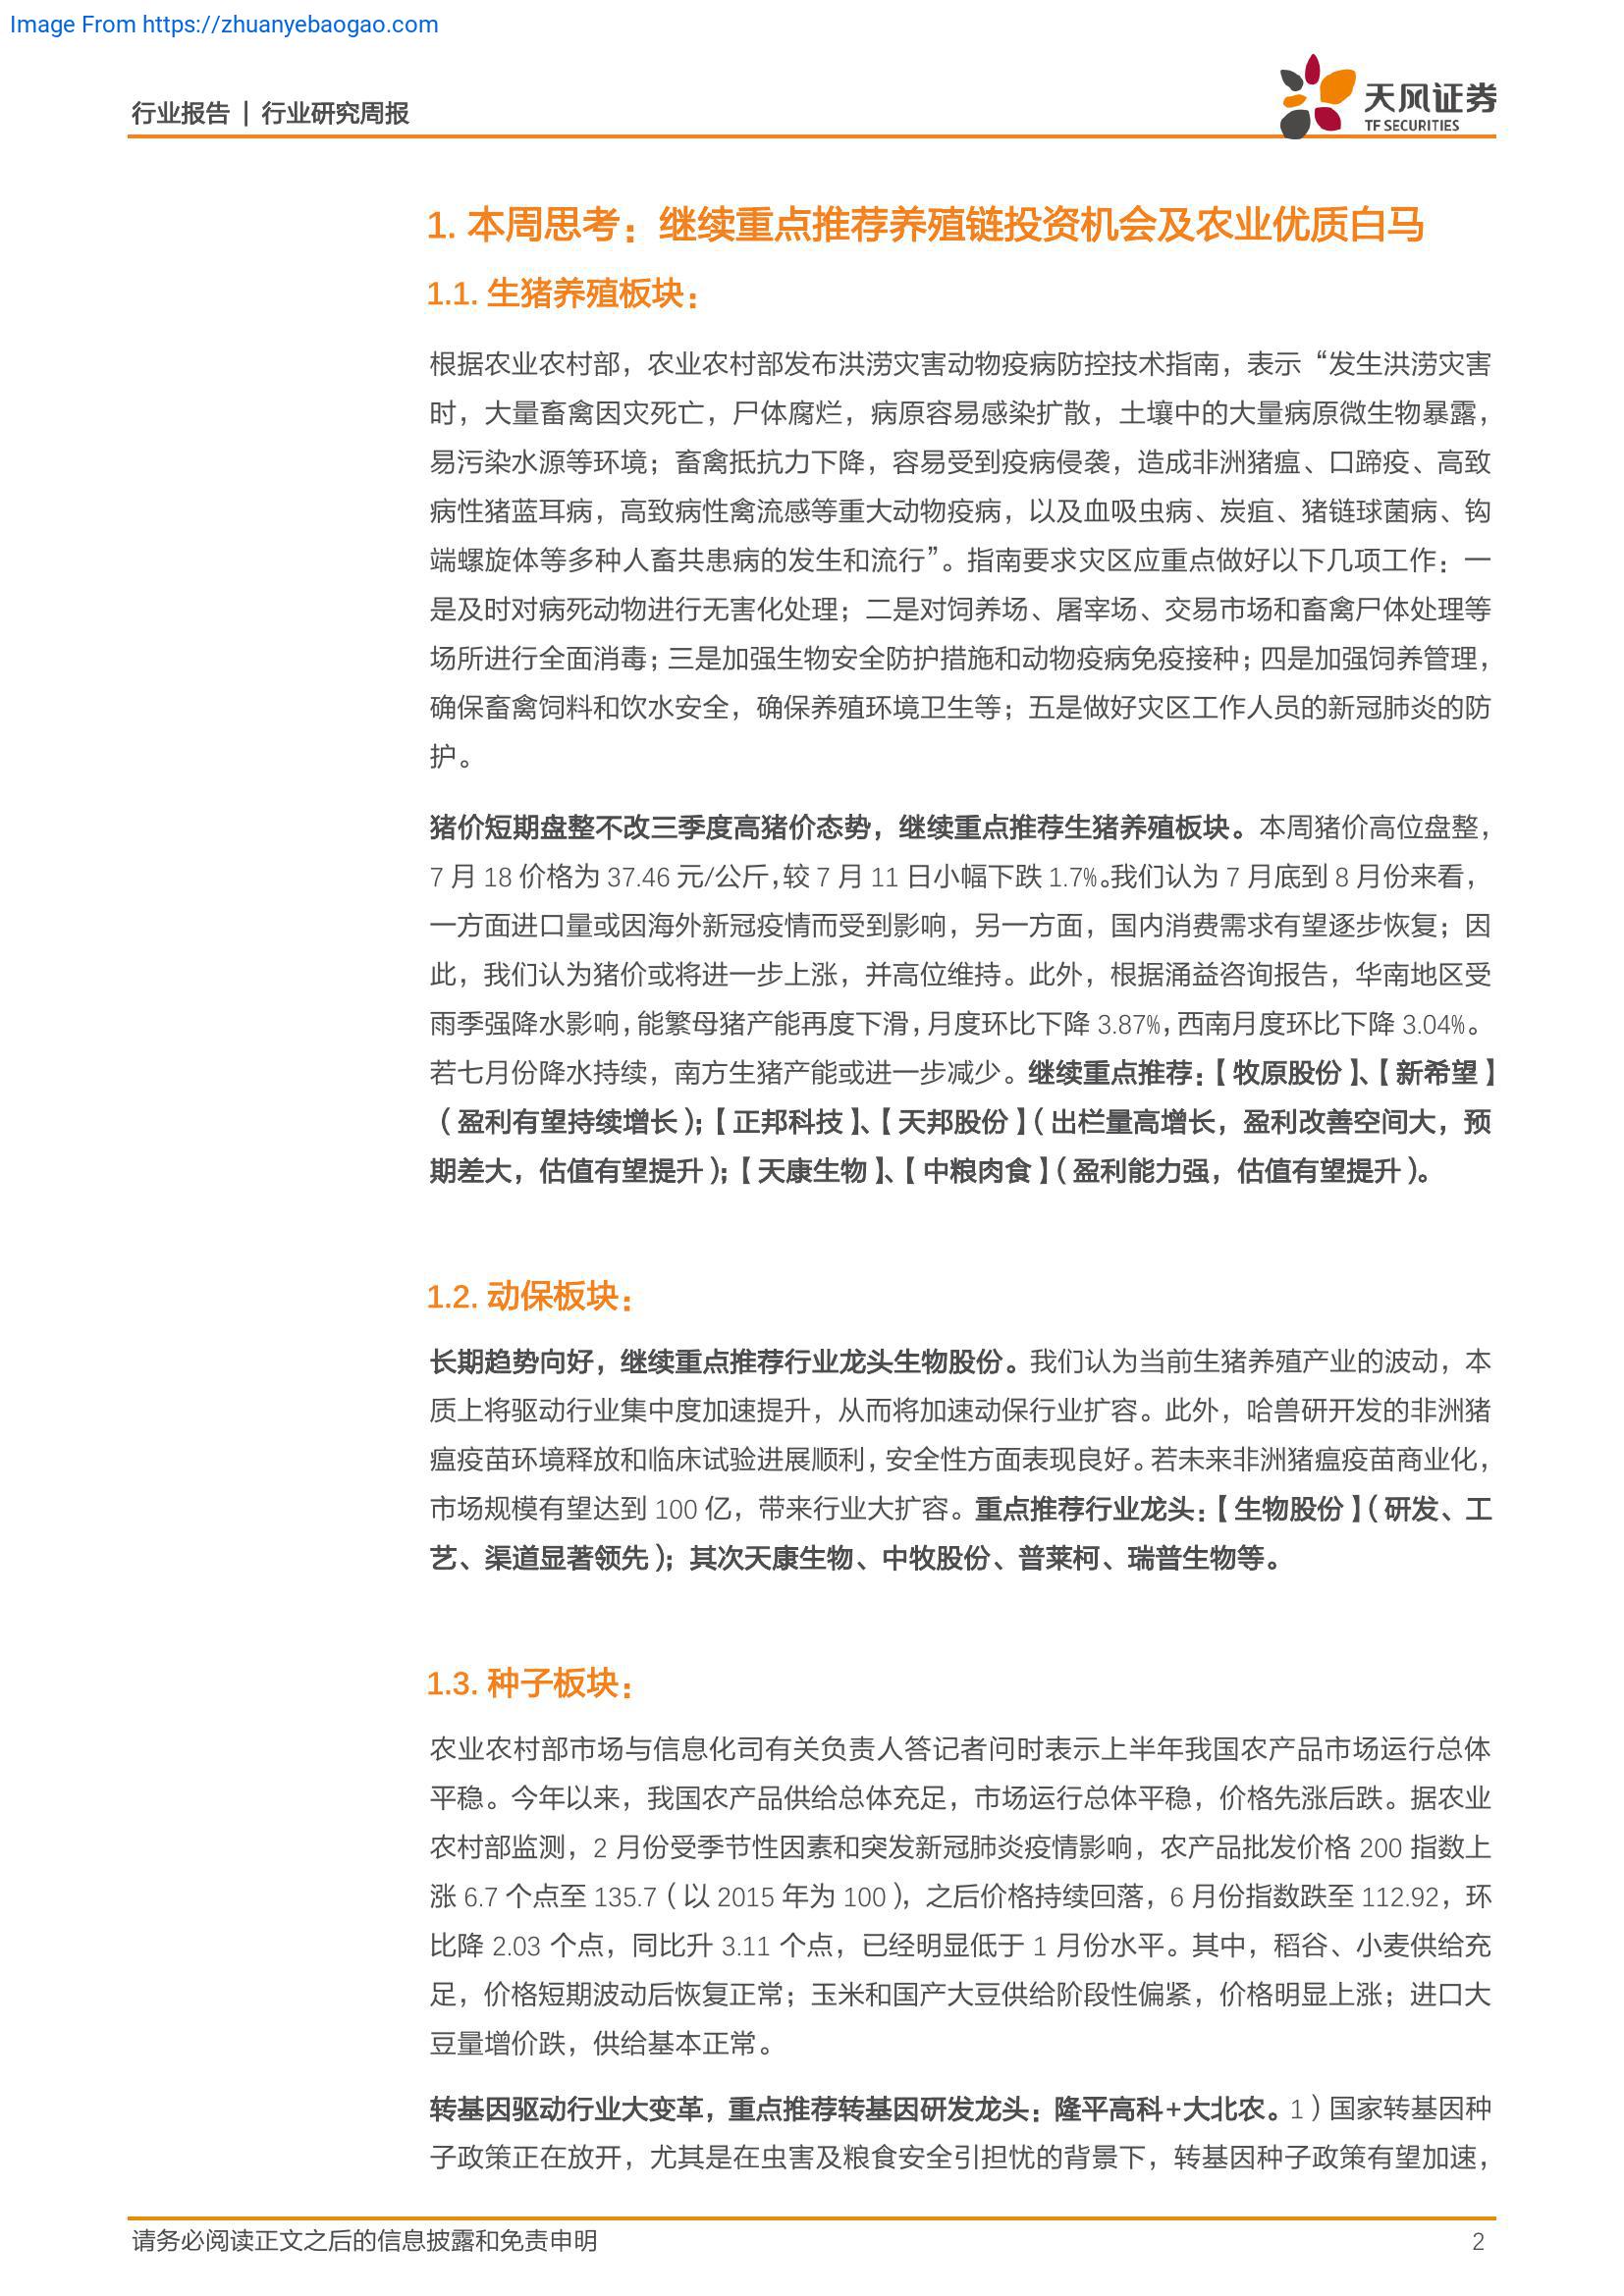 Image From https://zhuanyebaogao.com
行业报告 | 行业研究周报
天风证券
TF SECURITIES
1. 本周思考：继续重点推荐养殖链投资机会及农业优质白马
1.1. 生猪养殖板块：
根据农业农村部，农业农村部发布洪涝灾害动物疫病防控技术指南，表示“发生洪涝灾害
时，大量畜禽因灾死亡，尸体腐烂，病原容易感染扩散，土壤中的大量病原微生物暴露，
易污染水源等环境；畜禽抵抗力下降，容易受到疫病侵袭，造成非洲猪瘟、口蹄疫、高致
病性猪蓝耳病，高致病性禽流感等重大动物疫病，以及血吸虫病、炭疽、猪链球菌病、钩
端螺旋体等多种人畜共患病的发生和流行”。指南要求灾区应重点做好以下几项工作：一
是及时对病死动物进行无害化处理；二是对饲养场、屠宰场、交易市场和畜禽尸体处理等
场所进行全面消毒；三是加强生物安全防护措施和动物疫病免疫接种；四是加强饲养管理，
确保畜禽饲料和饮水安全，确保养殖环境卫生等；五是做好灾区工作人员的新冠肺炎的防
护。
猪价短期盘整不改三季度高猪价态势，继续重点推荐生猪养殖板块。本周猪价高位盘整，
7 月 18 价格为 37.46 元/公斤，较 7 月 11 日小幅下跌 1.7%。我们认为 7 月底到 8 月份来看，
一方面进口量或因海外新冠疫情而受到影响，另一方面，国内消费需求有望逐步恢复；因
此，我们认为猪价或将进一步上涨，并高位维持。此外，根据涌益咨询报告，华南地区受
雨季强降水影响，能繁母猪产能再度下滑，月度环比下降 3.87%，西南月度环比下降 3.04%。
若七月份降水持续，南方生猪产能或进一步减少。继续重点推荐：【牧原股份】、【新希望】
（盈利有望持续增长）；【正邦科技】、【天邦股份】（出栏量高增长，盈利改善空间大，预
期差大，估值有望提升）；【天康生物】、【中粮肉食】（盈利能力强，估值有望提升）。
1.2. 动保板块：
长期趋势向好，继续重点推荐行业龙头生物股份。我们认为当前生猪养殖产业的波动，本
质上将驱动行业集中度加速提升，从而将加速动保行业扩容。此外，哈兽研开发的非洲猪
瘟疫苗环境释放和临床试验进展顺利，安全性方面表现良好。若未来非洲猪瘟疫苗商业化，
市场规模有望达到 100 亿，带来行业大扩容。重点推荐行业龙头：【生物股份】（研发、工
艺、渠道显著领先）；其次天康生物、中牧股份、普莱柯、瑞普生物等。
1.3. 种子板块：
农业农村部市场与信息化司有关负责人答记者问时表示上半年我国农产品市场运行总体
平稳。今年以来，我国农产品供给总体充足，市场运行总体平稳，价格先涨后跌。据农业
农村部监测，2 月份受季节性因素和突发新冠肺炎疫情影响，农产品批发价格 200 指数上
涨 6.7 个点至 135.7（以 2015 年为 100），之后价格持续回落，6 月份指数跌至 112.92，环
比降 2.03 个点，同比升 3.11 个点，已经明显低于 1 月份水平。其中，稻谷、小麦供给充
足，价格短期波动后恢复正常；玉米和国产大豆供给阶段性偏紧，价格明显上涨；进口大
豆量增价跌，供给基本正常。
转基因驱动行业大变革，重点推荐转基因研发龙头：隆平高科+大北农。1）国家转基因种
子政策正在放开，尤其是在虫害及粮食安全引担忧的背景下，转基因种子政策有望加速，
请务必阅读正文之后的信息披露和免责申明
2